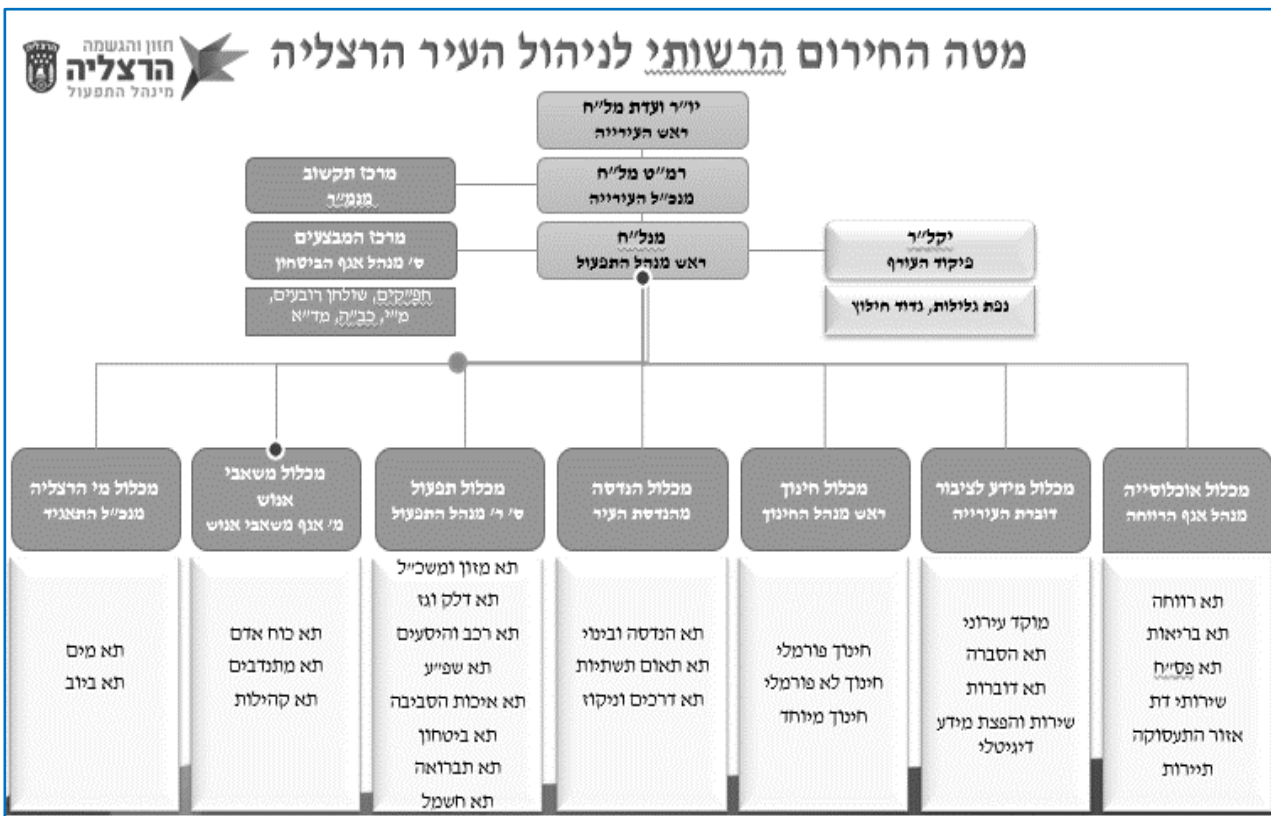 מטה החירום הרשותי לניהול העיר הרצליה
חזון והגשמה
הרצליה
מינהל התפעול
הרצליה
יו״ר ועדת מל״ח
ראש העירייה
רמ״ט מל״ח
מנכ״ל העירייה
מרכז תקשוב
מנמ״ר
מנל״ח
ראש מנהל התפעול
מרכז המבצעים
ס׳ מנהל אגף הביטחון
חפ״קים, שולחן רובעים,
מ״י, כב״ה, מד״א
יקל״ר
פיקוד העורף
נפת גלילות, גדוד חילוץ
מכלול אוכלוסייה
מנהל אגף הרווחה
תא רווחה
תא בריאות
תא פס״ח
שירותי דת
אזור התעסוקה
תיירות
מכלול מידע לציבור
דוברת העירייה
מוקד עירוני
תא הסברה
תא דוברות
שירות והפצת מידע
דיגיטלי
מכלול חינוך
ראש מנהל החינוך
חינוך פורמלי
חינוך לא פורמלי
חינוך מיוחד
מכלול הנדסה
מהנדסת העיר
תא הנדסה ובינוי
תא תאום תשתיות
תא דרכים וניקוז
מכלול תפעול
ס׳ ר׳ מנהל התפעול
תא מזון ומשכ״ל
תא דלק וגז
תא רכב והיסעים
תא שפ״ע
תא איכות הסביבה
תא ביטחון
תא תברואה
תא חשמל
מכלול משאבי
אנוש
מ׳ אגף משאבי אנוש
תא כוח אדם
תא מתנדבים
תא קהילות
מכלול מי הרצליה
מנכ״ל התאגיד
תא מים
תא ביוב